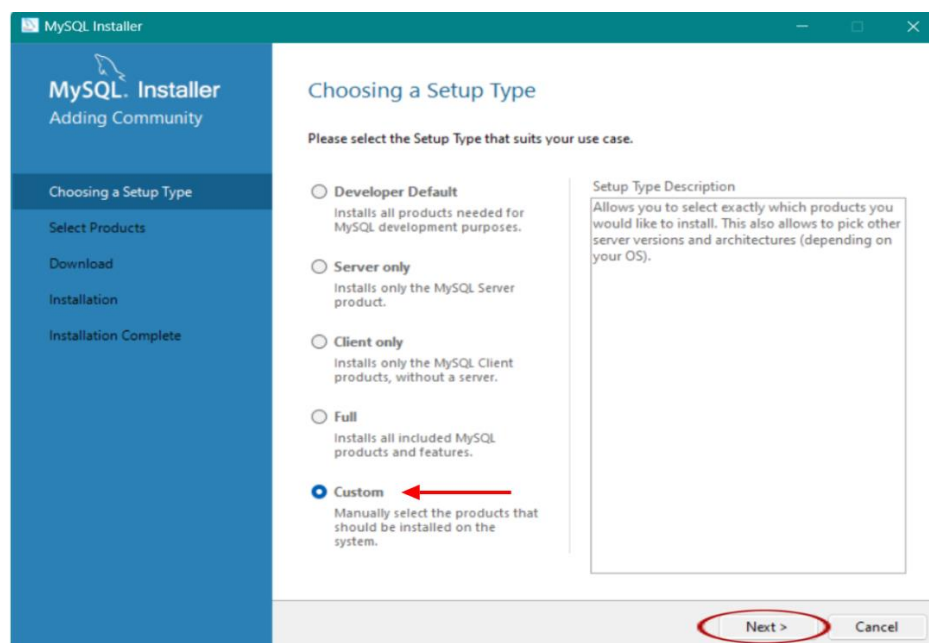 MySQL Installer
MySQL. Installer
Adding Community
Choosing a Setup Type
Select Products
Download
Installation
Installation Complete
Choosing a Setup Type
Please select the Setup Type that suits your use case.
Developer Default
Installs all products needed for
MySQL development purposes.
Server only
Installs only the MySQL Server
product.
Client only
Installs only the MySQL Client
products, without a server.
Full
Installs all included MySQL
products and features.
Custom
Manually select the products that
should be installed on the
system.
Setup Type Description
Allows you to select exactly which products you
would like to install. This also allows to pick other
server versions and architectures (depending on
your OS).
Next >
Cancel